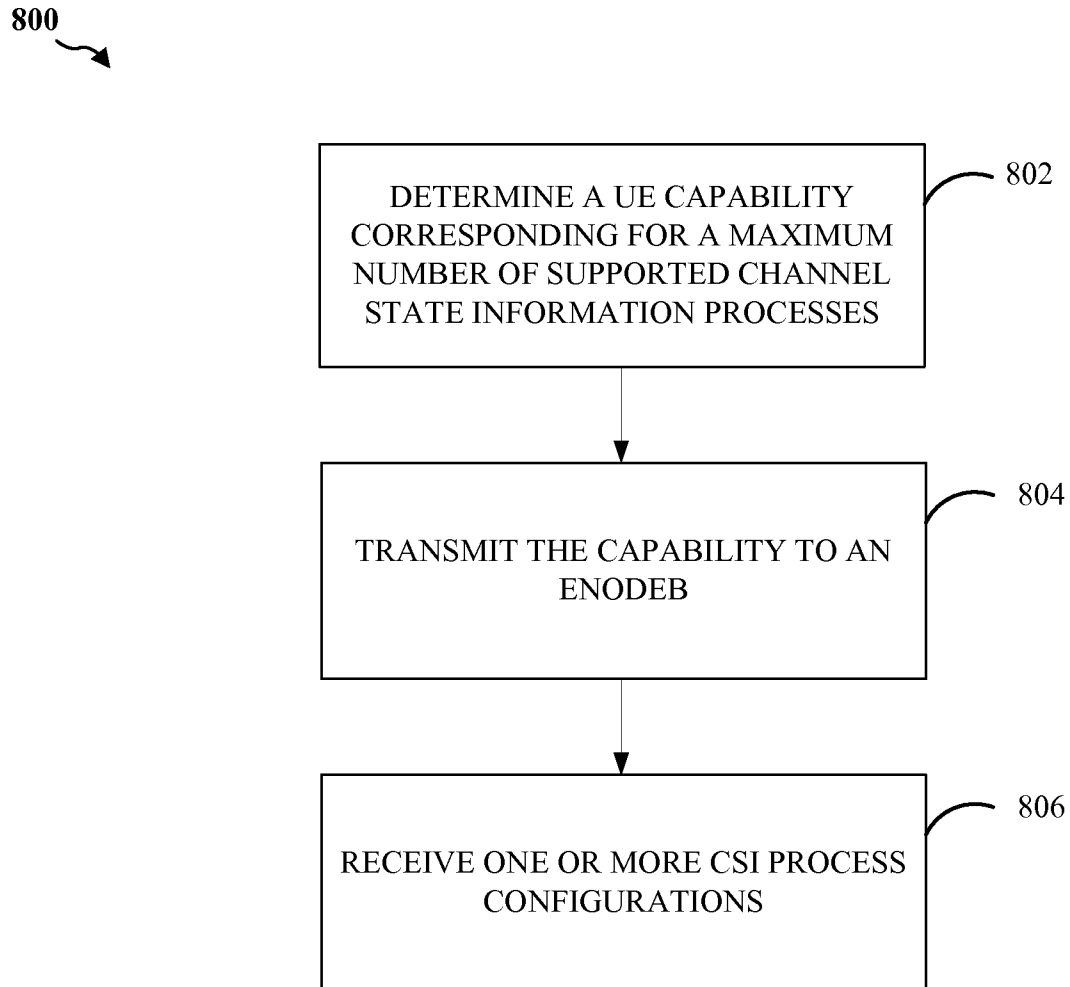 800
DETERMINE A UE CAPABILITY
CORRESPONDING FOR A MAXIMUM
NUMBER OF SUPPORTED CHANNEL
STATE INFORMATION PROCESSES
802
TRANSMIT THE CAPABILITY TO AN
ENODEB
804
RECEIVE ONE OR MORE CSI PROCESS
CONFIGURATIONS
806